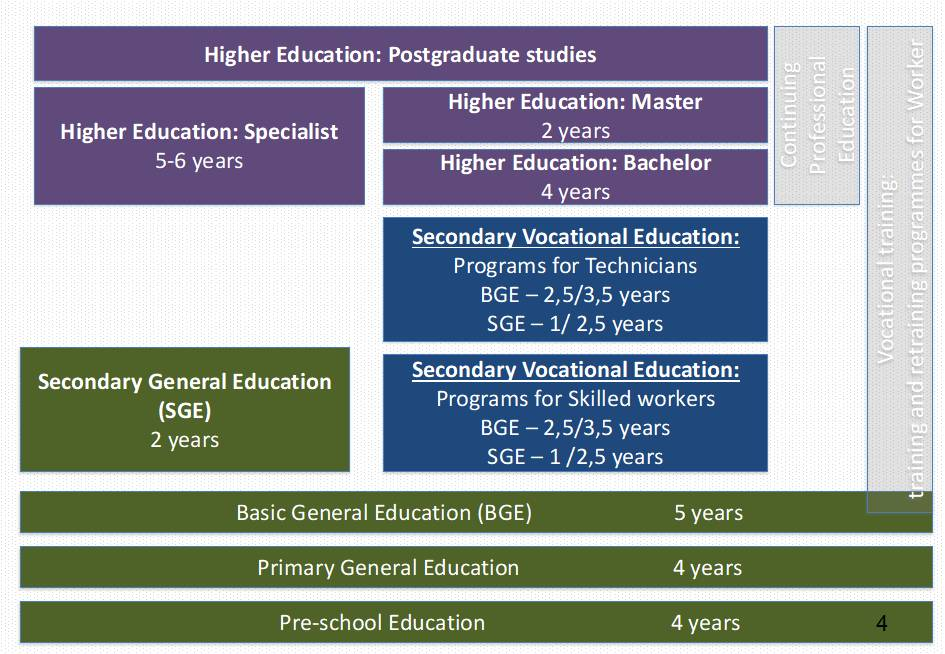 Higher Education: Postgraduate studies
Higher Education: Specialist
5-6 years
Higher Education: Master
2 years
Higher Education: Bachelor
4 years
Continuing
Professional
Education
Vocational training:
training and retraining programmes for Worker
Secondary Vocational Education:
Programs for Technicians
BGE – 2,5/3,5 years
SGE – 1/ 2,5 years
Secondary General Education
(SGE)
2 years
Secondary Vocational Education:
Programs for Skilled workers
BGE – 2,5/3,5 years
SGE – 1 /2,5 years
Basic General Education (BGE) 5 years
Primary General Education 4 years
Pre-school Education 4 years 4